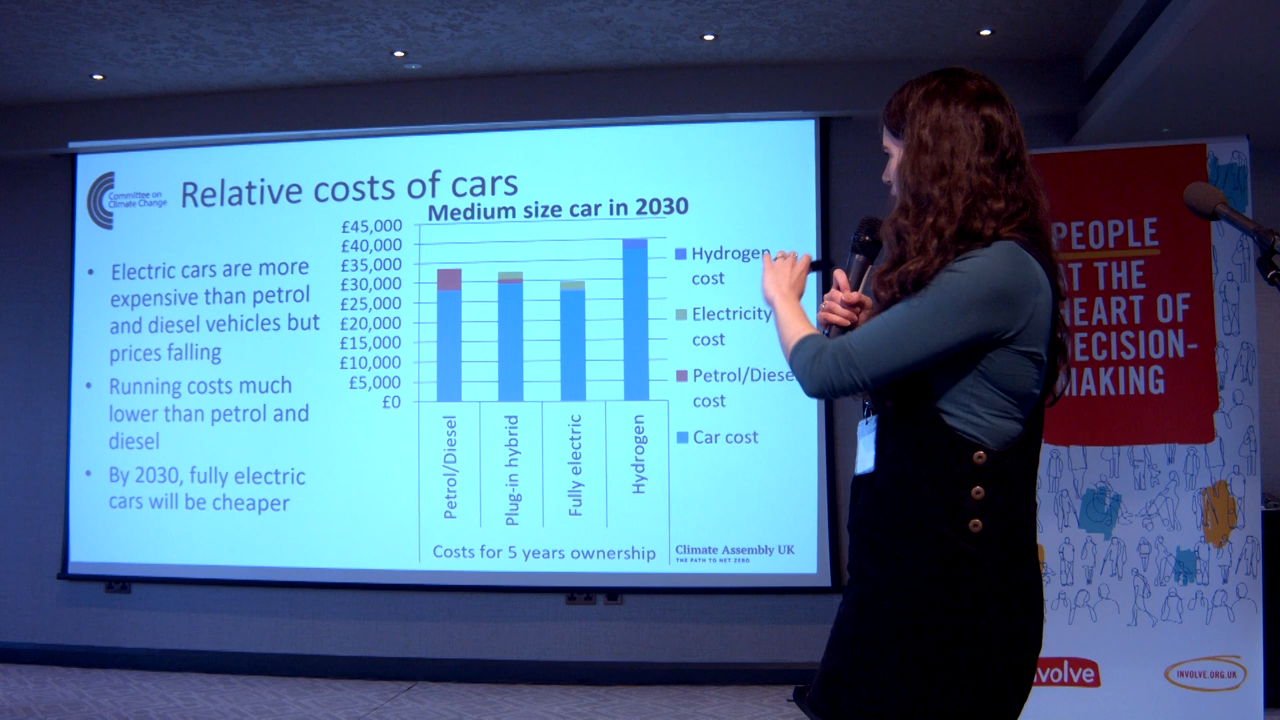 Committee on
Climate Change
Relative costs of cars
• Electric cars are more
expensive than petrol
and diesel vehicles but
prices falling
• Running costs much
lower than petrol and
diesel
• By 2030, fully electric
cars will be cheaper
Medium size car in 2030
£45,000
£40,000
£35,000
£30,000
£25,000
£20,000
£15,000
£10,000
£5,000
£0
Petrol/Diesel
Plug-in hybrid
Fully electric
Hydrogen
Costs for 5 years ownership
Hydrogen
cost
Electricity
cost
Petrol/Diese
cost
Car cost
Climate Assembly UK
THE PATH TO NET ZERO
PEOPLE
AT THE
HEART OF
DECISION-
MAKING
nvolve
INVOLVE.ORG.UK